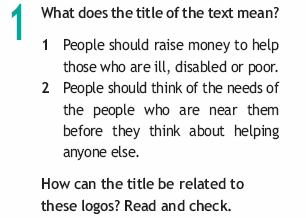 1 What does the title of the text mean?
1 People should raise money to help
those who are ill, disabled or poor.
2 People should think of the needs of
the people who are near them
before they think about helping
anyone else.
How can the title be related to
these logos? Read and check.